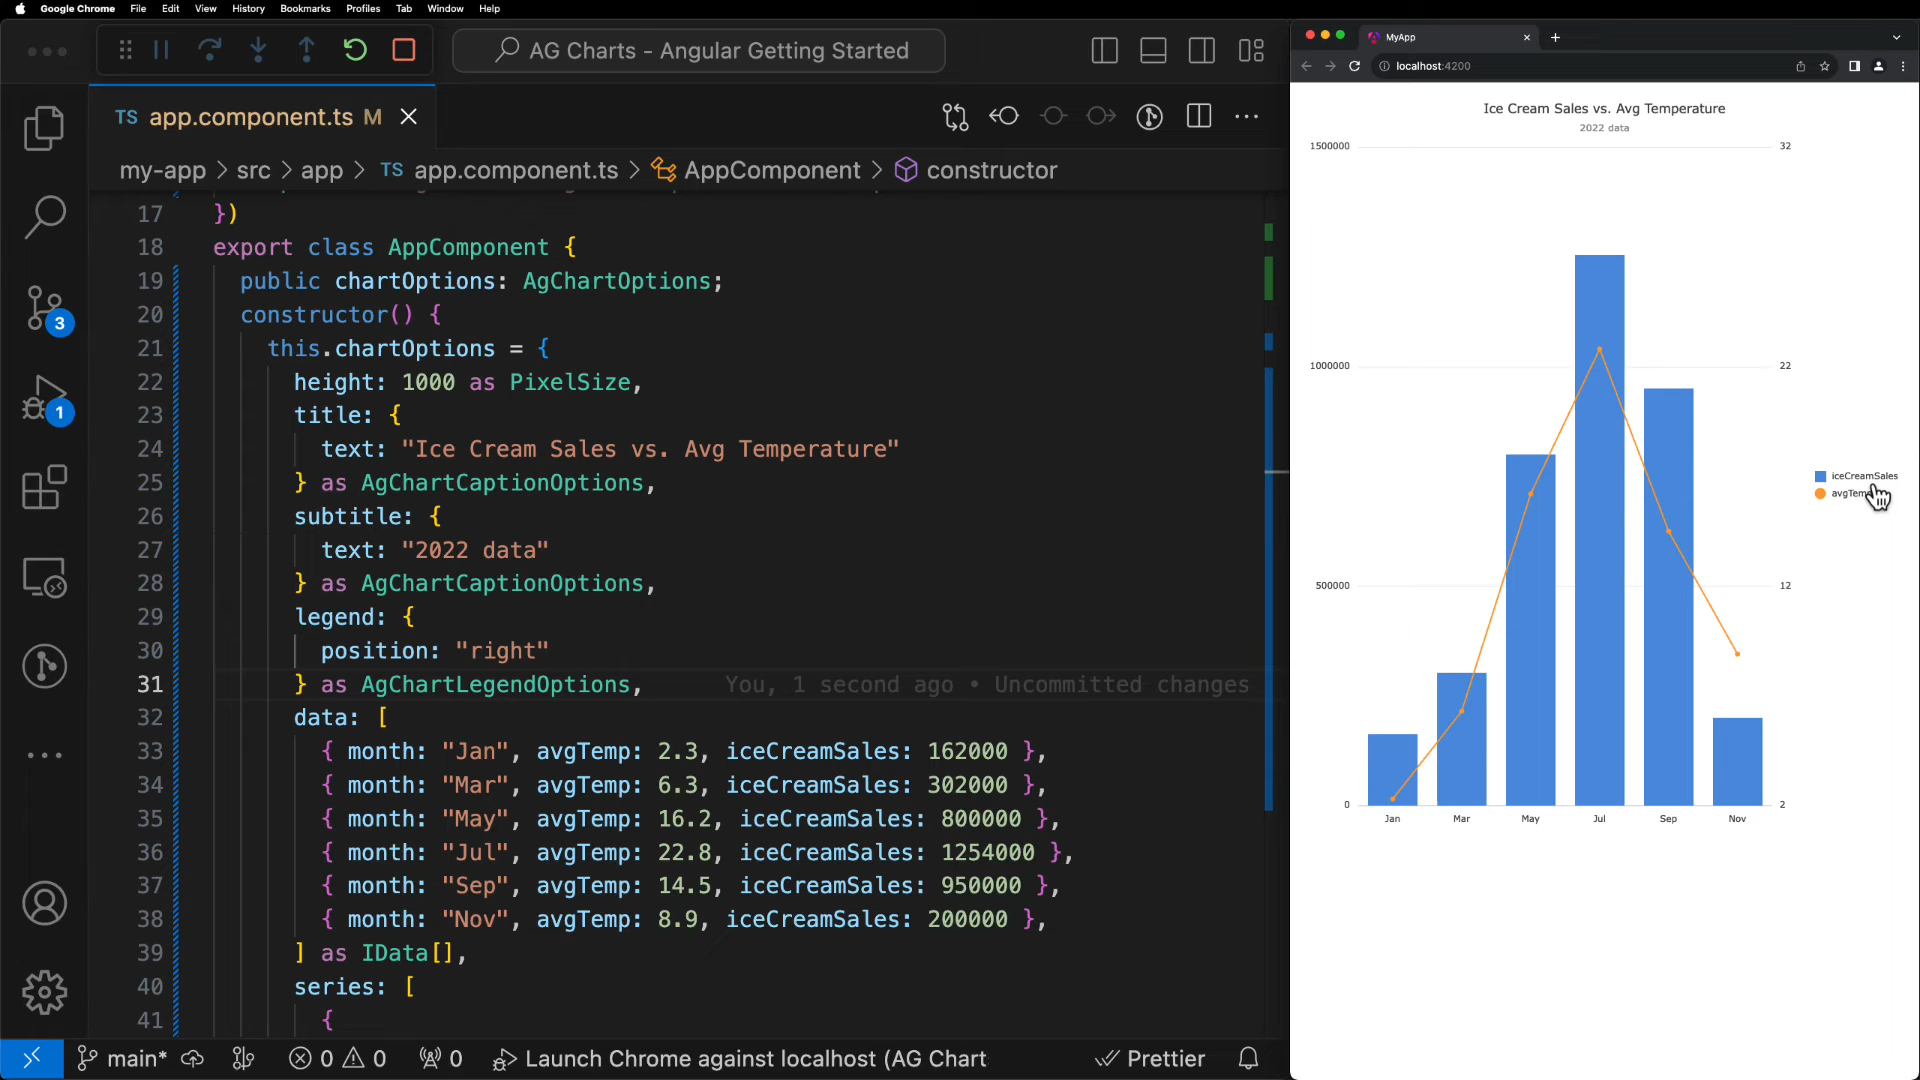 Google Chrome File Edit View History Bookmarks Profiles Tab Window Help
AG Charts - Angular Getting Started
TS app.component.ts M
my-app > src > app > TS app.component.ts > AppComponent > constructor
17 })
18 export class AppComponent {
19 public chartOptions: AgChartOptions;
20 constructor() {
21 this.chartOptions = {
22 height: 1000 as PixelSize,
23 title: {
24 text: "Ice Cream Sales vs. Avg Temperature"
25 } as AgChartCaptionOptions,
26 subtitle: {
27 text: "2022 data"
28 } as AgChartCaptionOptions,
29 legend: {
30 position: "right"
31 } as AgChartLegendOptions, You, 1 second ago • Uncommitted changes
32 data: [
33 { month: "Jan", avgTemp: 2.3, iceCreamSales: 162000 },
34 { month: "Mar", avgTemp: 6.3, iceCreamSales: 302000 },
35 { month: "May", avgTemp: 16.2, iceCreamSales: 800000 },
36 { month: "Jul", avgTemp: 22.8, iceCreamSales: 1254000 },
37 { month: "Sep", avgTemp: 14.5, iceCreamSales: 950000 },
38 { month: "Nov", avgTemp: 8.9, iceCreamSales: 200000 },
39 ] as IData[],
40 series: [
41 {
3
1
main* 0 0 0 Launch Chrome against localhost (AG Chart Prettier
MyApp
localhost:4200
Ice Cream Sales vs. Avg Temperature
2022 data
1500000 32
1000000 22
iceCreamSales
500000 12
0 2
Jan Mar May Jul Sep Nov